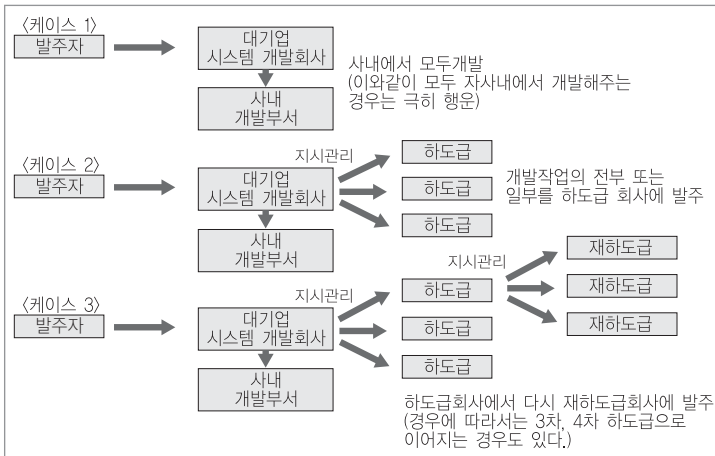 〈케이스 1〉
발주자
대기업
시스템 개발회사
사내
개발부서
사내에서 모두개발
(이와같이 모두 자사내에서 개발해주는
경우는 극히 행운)
〈케이스 2〉
발주자
대기업
시스템 개발회사
사내
개발부서
지시관리
하도급
하도급
하도급
개발작업의 전부 또는
일부를 하도급 회사에 발주
〈케이스 3〉
발주자
대기업
시스템 개발회사
사내
개발부서
지시관리
하도급
하도급
하도급
지시관리
재하도급
재하도급
재하도급
하도급회사에서 다시 재하도급회사에 발주
(경우에 따라서는 3차, 4차 하도급으로
이어지는 경우도 있다.)